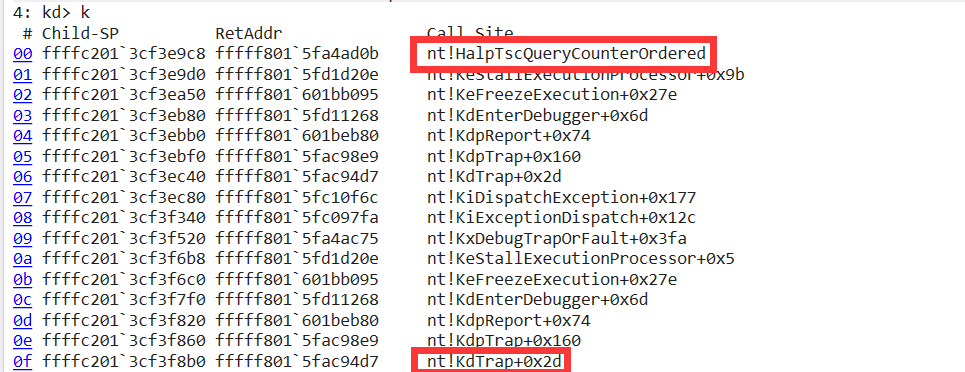 4: kd> k
 # Child-SP          RetAddr               Call Site
00 ffffc201`3cf3e9c8 fffff801`5fa4ad0b     nt!HalpTscQueryCounterOrdered
01 ffffc201`3cf3e9d0 fffff801`5fd1d20e     nt!KeStallExecutionProcessor+0x9b
02 ffffc201`3cf3ea50 fffff801`601bb095     nt!KeFreezeExecution+0x27e
03 ffffc201`3cf3eb80 fffff801`5fd11268     nt!KdEnterDebugger+0x6d
04 ffffc201`3cf3ebb0 fffff801`601beb80     nt!KdpReport+0x74
05 ffffc201`3cf3ebf0 fffff801`5fac98e9     nt!KdpTrap+0x160
06 ffffc201`3cf3ec40 fffff801`5fac94d7     nt!KdTrap+0x2d
07 ffffc201`3cf3ec80 fffff801`5fc10f6c     nt!KiDispatchException+0x177
08 ffffc201`3cf3f340 fffff801`5fc097fa     nt!KiExceptionDispatch+0x12c
09 ffffc201`3cf3f520 fffff801`5fa4ac75     nt!KxDebugTrapOrFault+0x3fa
0a ffffc201`3cf3f6b8 fffff801`5fd1d20e     nt!KeStallExecutionProcessor+0x5
0b ffffc201`3cf3f6c0 fffff801`601bb095     nt!KeFreezeExecution+0x27e
0c ffffc201`3cf3f7f0 fffff801`5fd11268     nt!KdEnterDebugger+0x6d
0d ffffc201`3cf3f820 fffff801`601beb80     nt!KdpReport+0x74
0e ffffc201`3cf3f860 fffff801`5fac98e9     nt!KdpTrap+0x160
0f ffffc201`3cf3f8b0 fffff801`5fac94d7     nt!KdTrap+0x2d